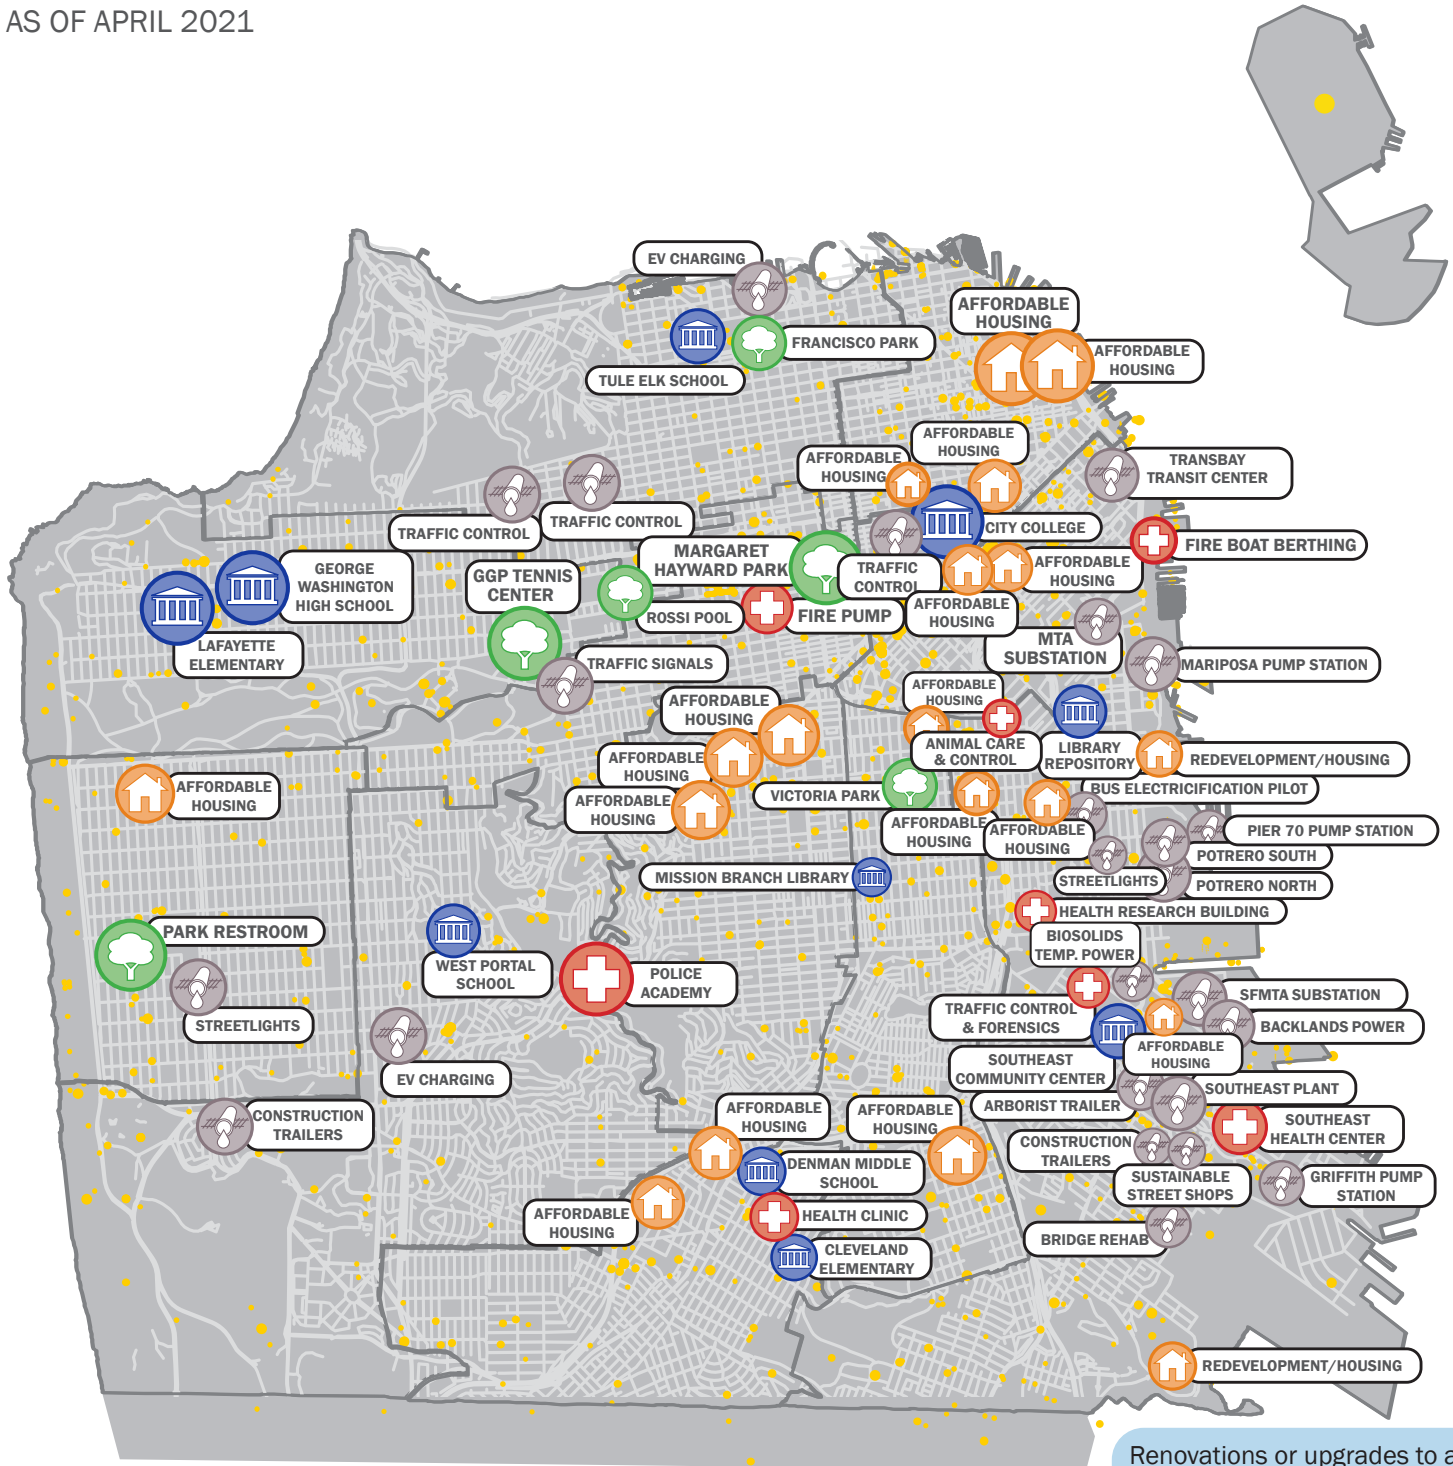 AS OF APRIL 2021
EV CHARGING
FRANCISCO PARK
TULE ELK SCHOOL
AFFORDABLE
HOUSING
AFFORDABLE
HOUSING
AFFORDABLE
HOUSING
AFFORDABLE
HOUSING
TRANSBAY
TRANSIT CENTER
CITY COLLEGE
TRAFFIC CONTROL
TRAFFIC CONTROL
FIRE BOAT BERTHING
MARGARET
HAYWARD PARK
TRAFFIC
CONTROL
AFFORDABLE
HOUSING
AFFORDABLE
HOUSING
GEORGE
WASHINGTON
HIGH SCHOOL
GGP TENNIS
CENTER
ROSSI POOL
FIRE PUMP
LAFAYETTE
ELEMENTARY
MTA
SUBSTATION
TRAFFIC SIGNALS
MARIPOSA PUMP STATION
AFFORDABLE
HOUSING
AFFORDABLE
HOUSING
AFFORDABLE
HOUSING
ANIMAL CARE
& CONTROL
LIBRARY
REPOSITORY
REDEVELOPMENT/HOUSING
AFFORDABLE
HOUSING
AFFORDABLE
HOUSING
VICTORIA PARK
BUS ELECTRICIFICATION PILOT
AFFORDABLE
HOUSING
AFFORDABLE
HOUSING
PIER 70 PUMP STATION
POTRERO SOUTH
MISSION BRANCH LIBRARY
STREETLIGHTS
POTRERO NORTH
HEALTH RESEARCH BUILDING
PARK RESTROOM
BIOSOLIDS
TEMP. POWER
WEST PORTAL
SCHOOL
POLICE
ACADEMY
SFMTA SUBSTATION
STREETLIGHTS
TRAFFIC CONTROL
& FORENSICS
BACKLANDS POWER
AFFORDABLE
HOUSING
SOUTHEAST
COMMUNITY CENTER
EV CHARGING
SOUTHEAST PLANT
ARBORIST TRAILER
CONSTRUCTION
TRAILERS
AFFORDABLE
HOUSING
AFFORDABLE
HOUSING
SOUTHEAST
HEALTH CENTER
CONSTRUCTION
TRAILERS
DENMAN MIDDLE
SCHOOL
SUSTAINABLE
STREET SHOPS
GRIFFITH PUMP
STATION
AFFORDABLE
HOUSING
HEALTH CLINIC
BRIDGE REHAB
CLEVELAND
ELEMENTARY
REDEVELOPMENT/HOUSING
Renovations or upgrades to a